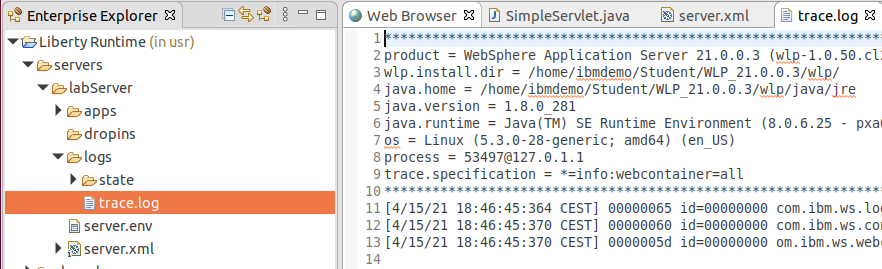 Enterprise Explorer
Liberty Runtime (in usr)
servers
labServer
apps
dropins
logs
state
trace.log
server.env
server.xml
Web Browser SimpleServlet.java server.xml trace.log
1 ********************************************************************************
2 product = WebSphere Application Server 21.0.0.3 (wlp-1.0.50.cl2
3 wlp.install.dir = /home/ibmdemo/Student/WLP_21.0.0.3/wlp/
4 java.home = /home/ibmdemo/Student/WLP_21.0.0.3/wlp/java/jre
5 java.version = 1.8.0_281
6 java.runtime = Java(TM) SE Runtime Environment (8.0.6.25 - pxa6
7 os = Linux (5.3.0-28-generic; amd64) (en_US)
8 process = 53497@127.0.1.1
9 trace.specification = *=info:webcontainer=all
10 ********************************************************************************
11 [4/15/21 18:46:45:364 CEST] 00000065 id=00000000 com.ibm.ws.log
12 [4/15/21 18:46:45:370 CEST] 00000060 id=00000000 com.ibm.ws.con
13 [4/15/21 18:46:45:370 CEST] 0000005d id=00000000 om.ibm.ws.webc
14